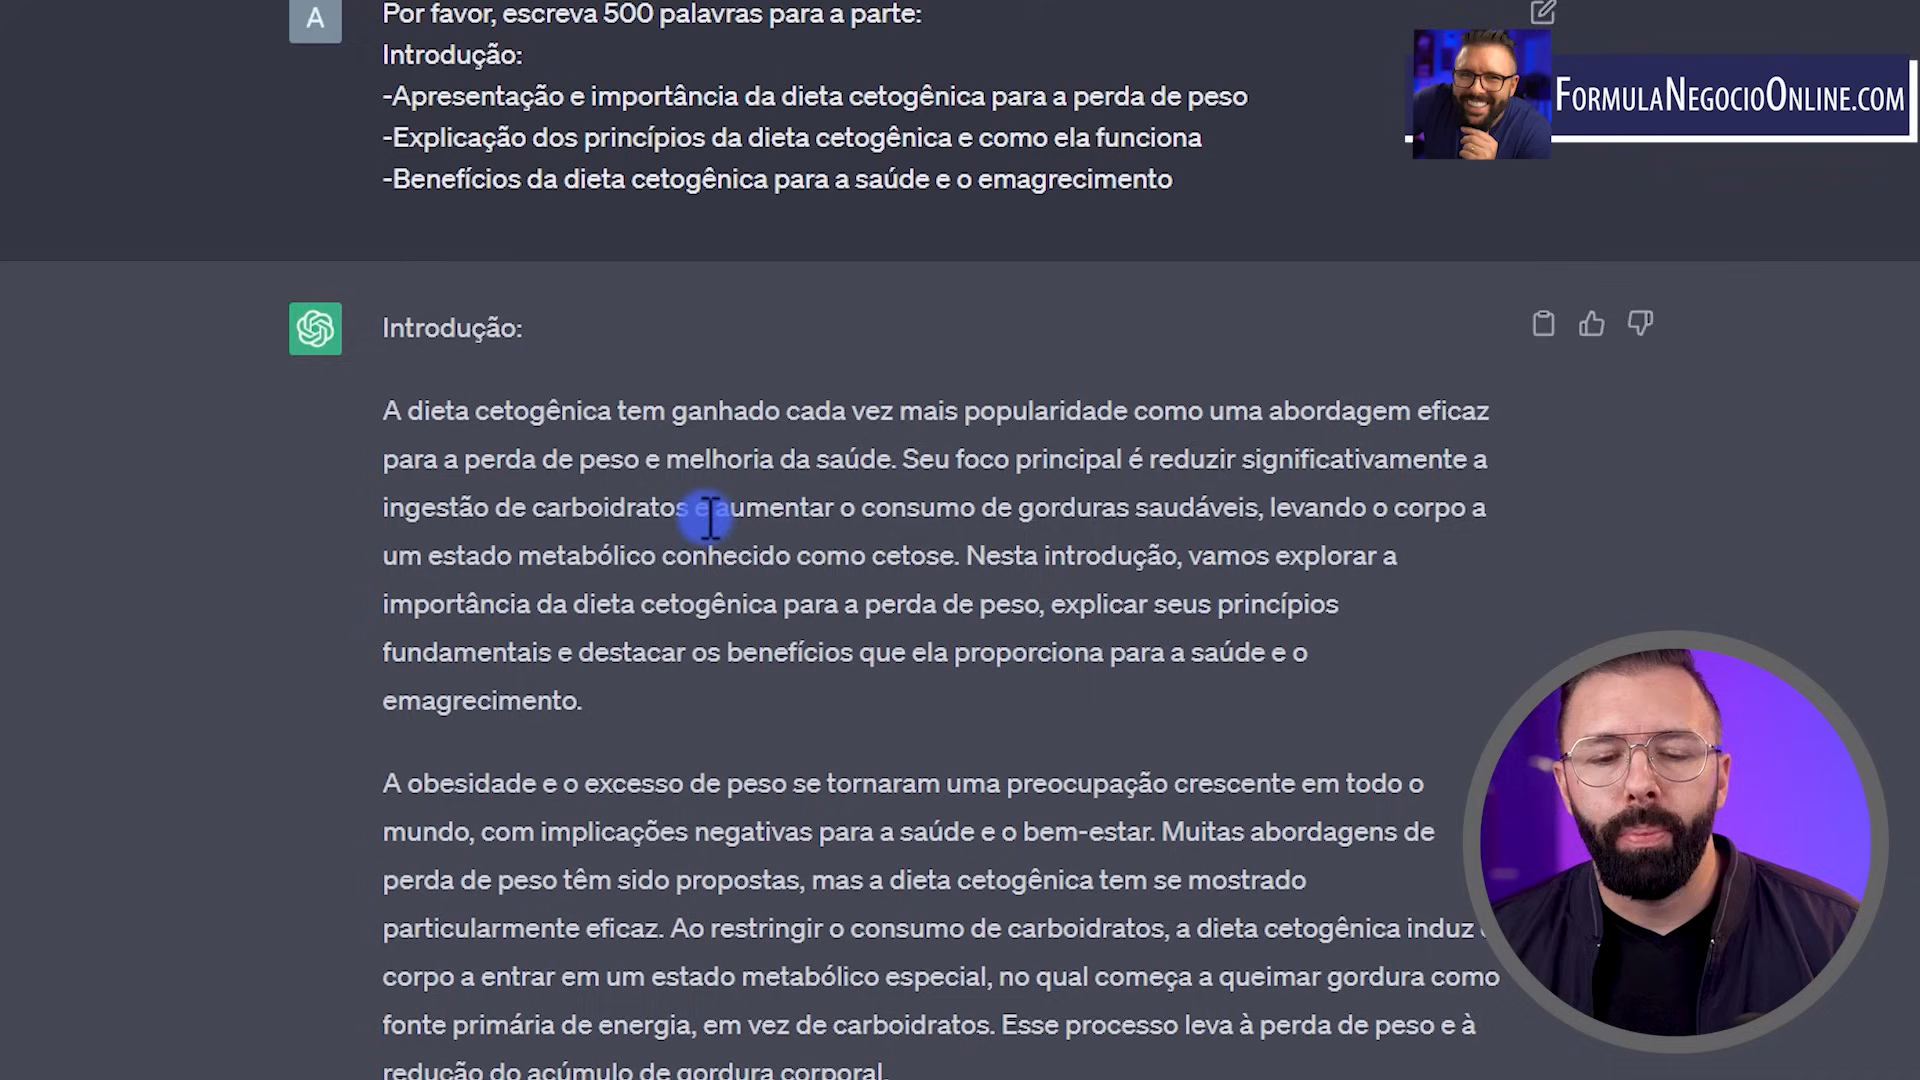 A
Por favor, escreva 500 palavras para a parte:
Introdução:
-Apresentação e importância da dieta cetogênica para a perda de peso
-Explicação dos princípios da dieta cetogênica e como ela funciona
-Benefícios da dieta cetogênica para a saúde e o emagrecimento
FORMULANEGOCIOONLINE.COM
Introdução:
A dieta cetogênica tem ganhado cada vez mais popularidade como uma abordagem eficaz
para a perda de peso e melhoria da saúde. Seu foco principal é reduzir significativamente a
ingestão de carboidratos e aumentar o consumo de gorduras saudáveis, levando o corpo a
um estado metabólico conhecido como cetose. Nesta introdução, vamos explorar a
importância da dieta cetogênica para a perda de peso, explicar seus princípios
fundamentais e destacar os benefícios que ela proporciona para a saúde e o
emagrecimento.
A obesidade e o excesso de peso se tornaram uma preocupação crescente em todo o
mundo, com implicações negativas para a saúde e o bem-estar. Muitas abordagens de
perda de peso têm sido propostas, mas a dieta cetogênica tem se mostrado
particularmente eficaz. Ao restringir o consumo de carboidratos, a dieta cetogênica induz
corpo a entrar em um estado metabólico especial, no qual começa a queimar gordura como
fonte primária de energia, em vez de carboidratos. Esse processo leva à perda de peso e à
redução do acúmulo de gordura corporal.